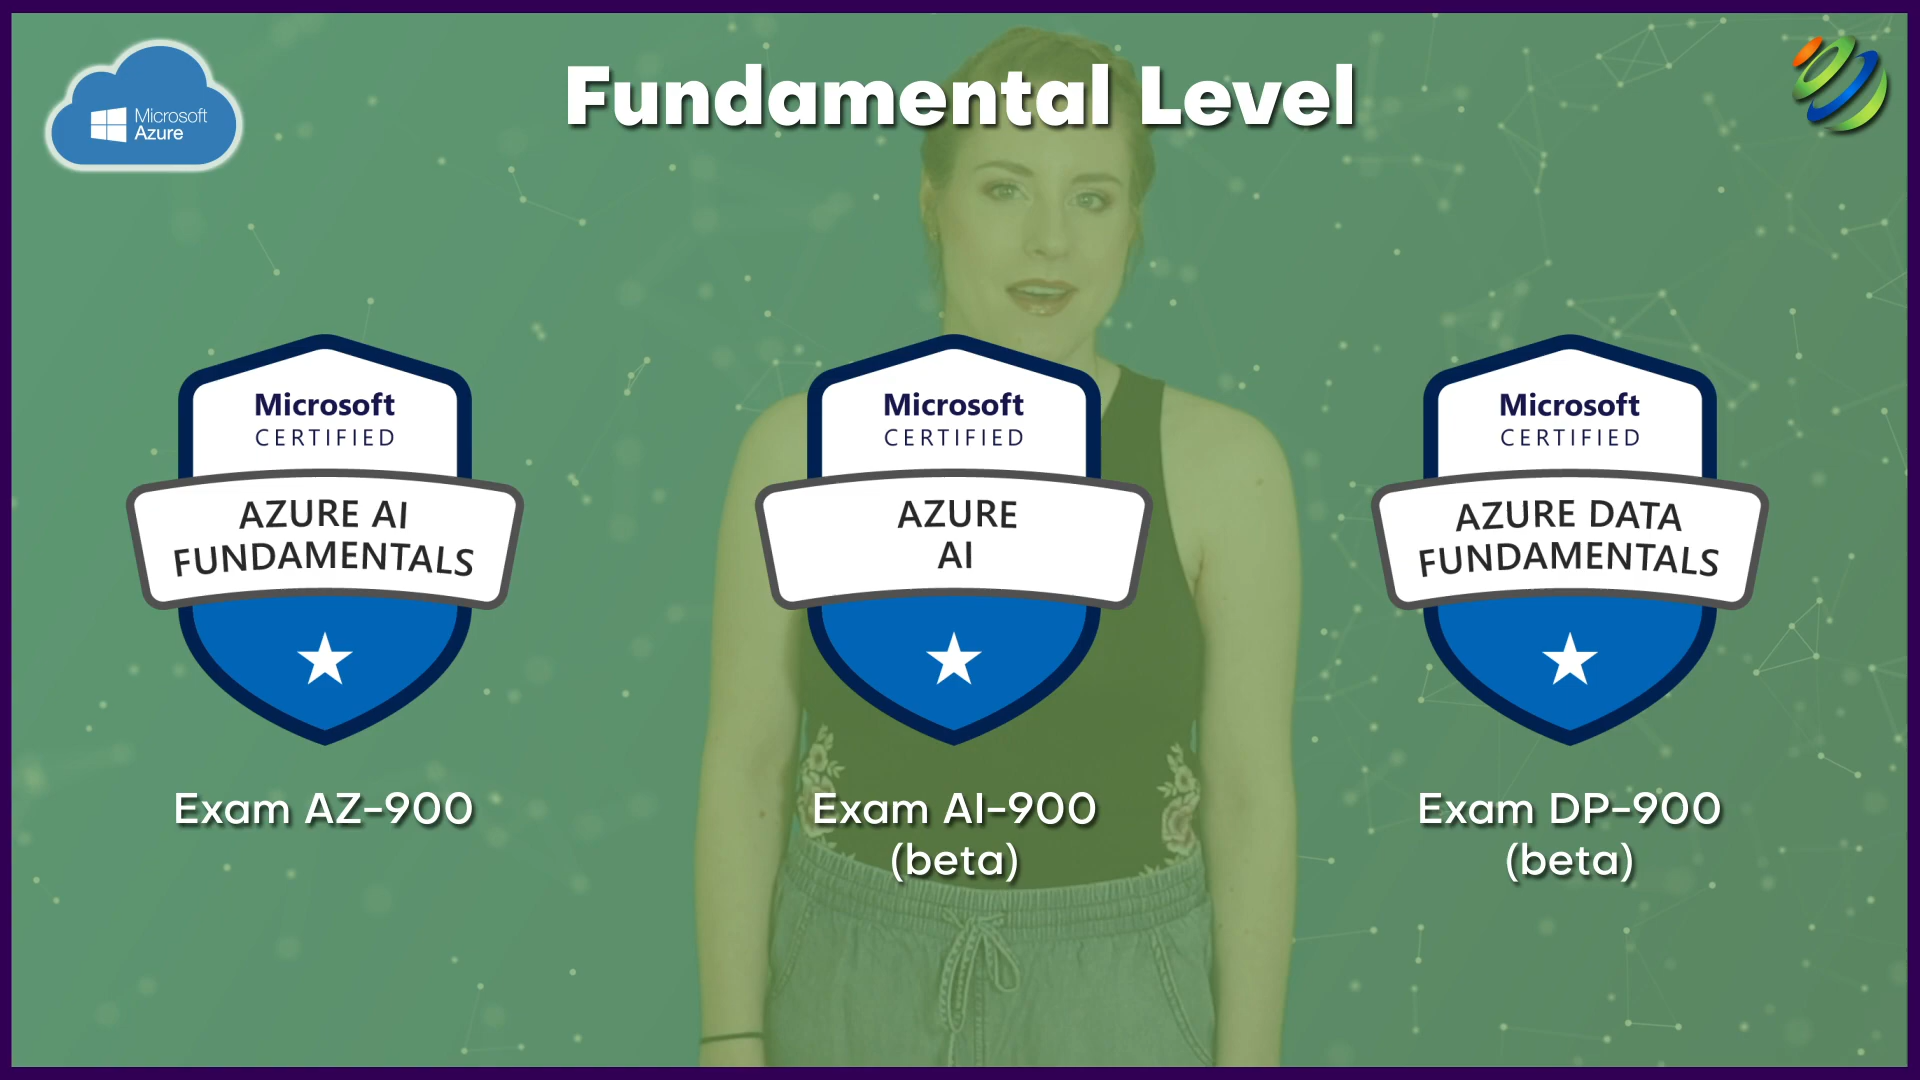 Microsoft
Azure
Fundamental Level
Microsoft
CERTIFIED
AZURE AI
FUNDAMENTALS
Exam AZ-900
Microsoft
CERTIFIED
AZURE
AI
Exam AI-900
(beta)
Microsoft
CERTIFIED
AZURE DATA
FUNDAMENTALS
Exam DP-900
(beta)